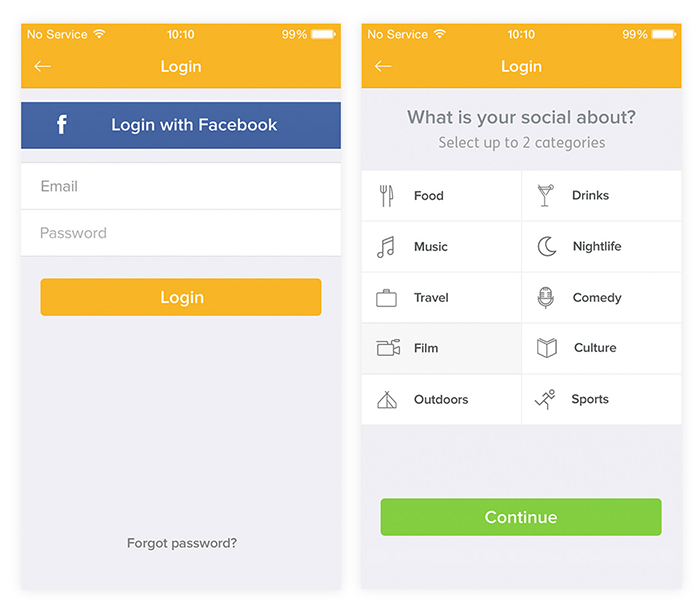 No Service 10:10 99%
Login
f Login with Facebook
Email
Password
Login
Forgot password?
No Service 10:10 99%
Login
What is your social about?
Select up to 2 categories
Food Drinks
Music Nightlife
Travel Comedy
Film Culture
Outdoors Sports
Continue